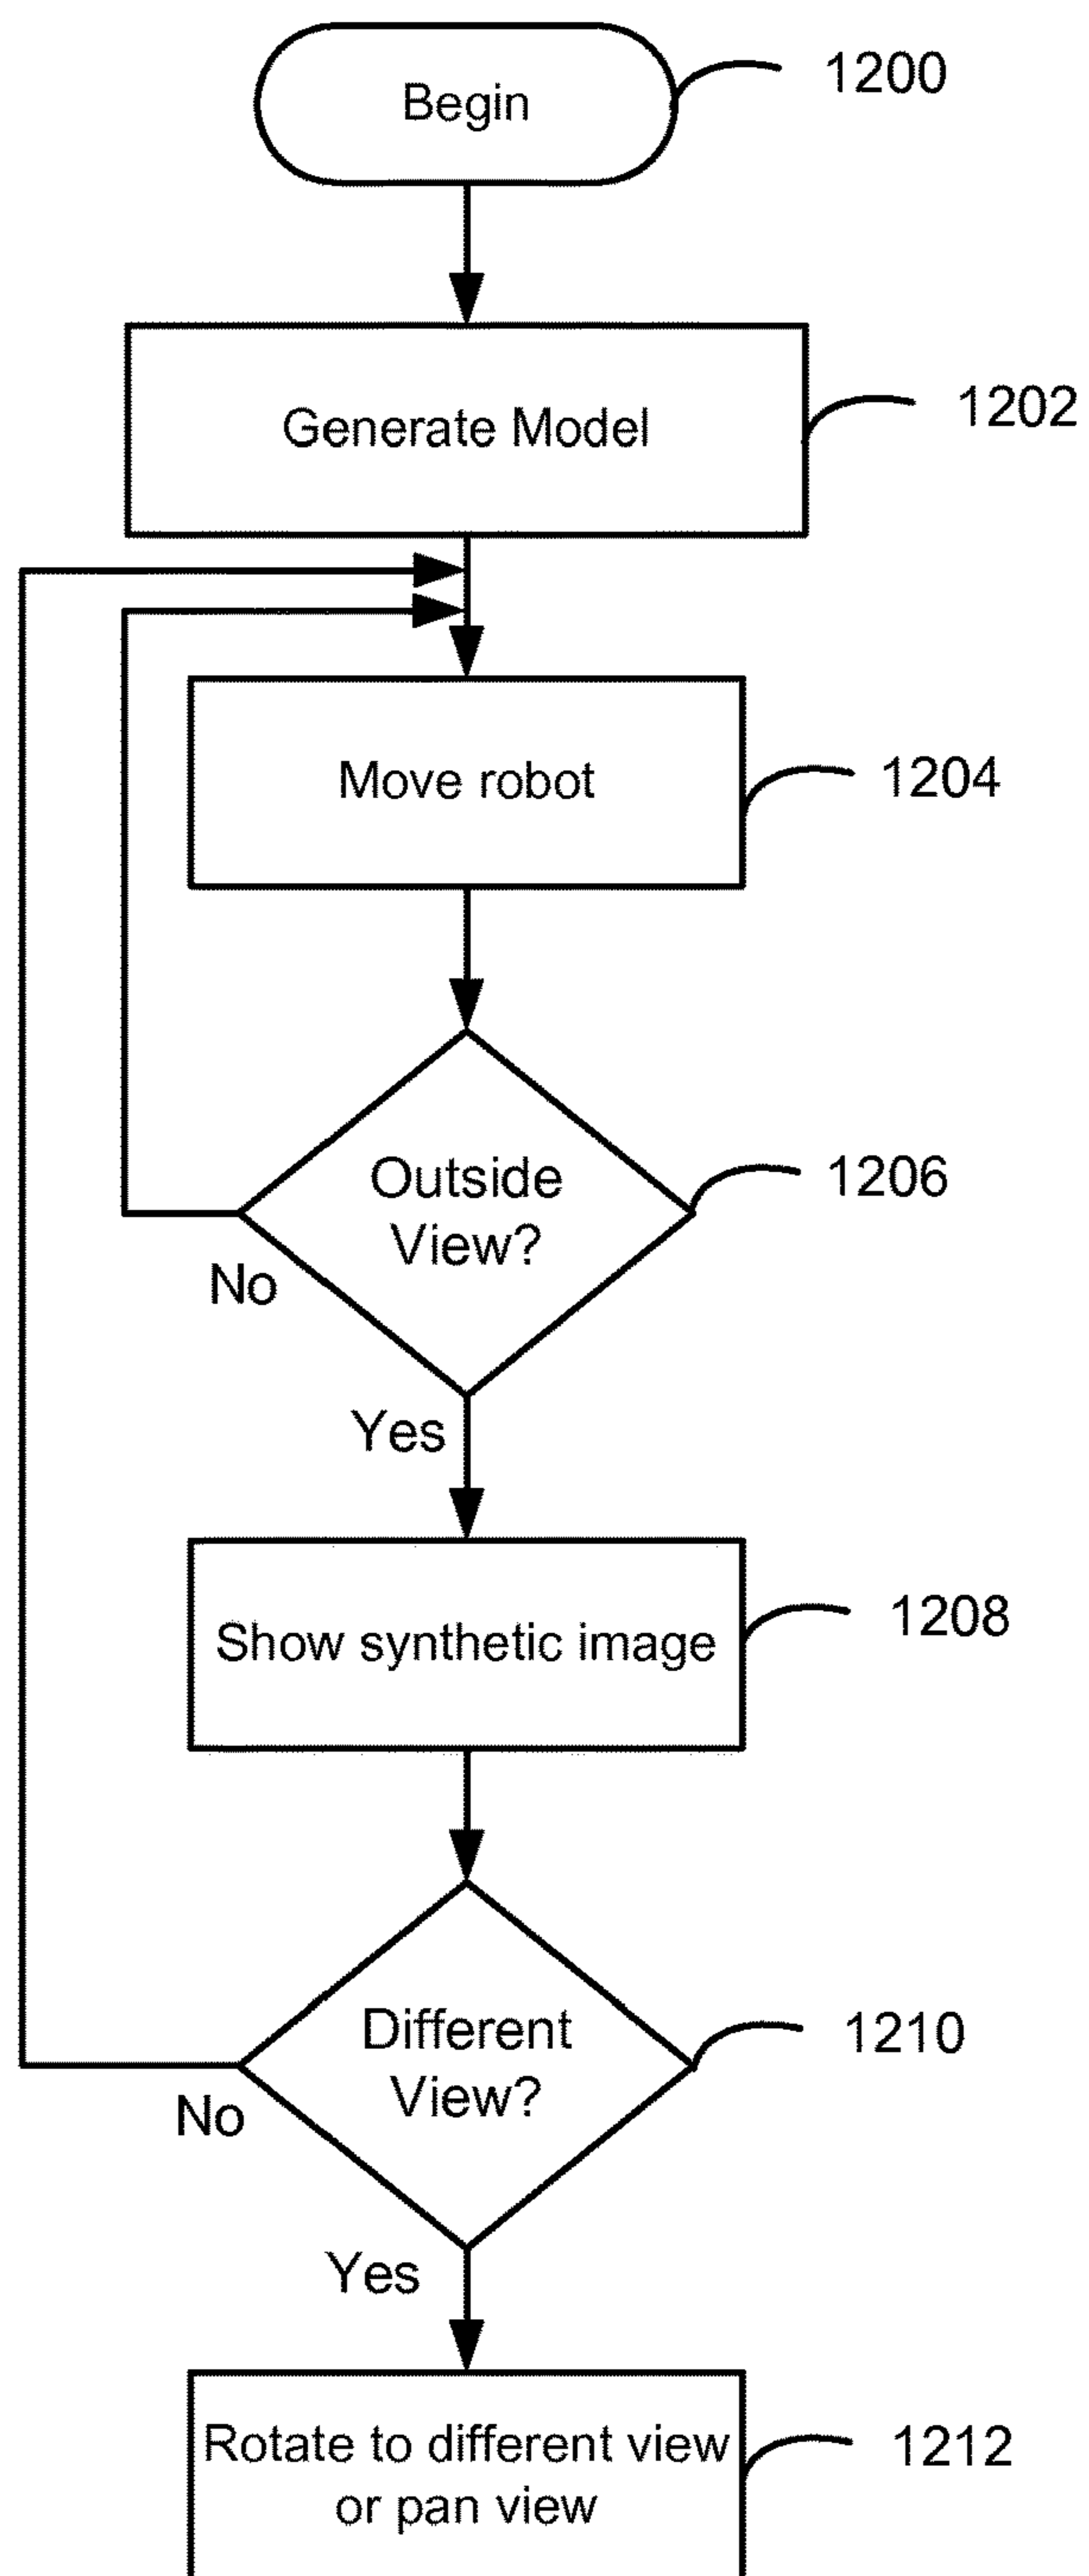 Begin
1200
Generate Model
1202
Move robot
1204
Outside
View?
1206
No
Yes
Show synthetic image
1208
Different
View?
1210
No
Yes
Rotate to different view
or pan view
1212